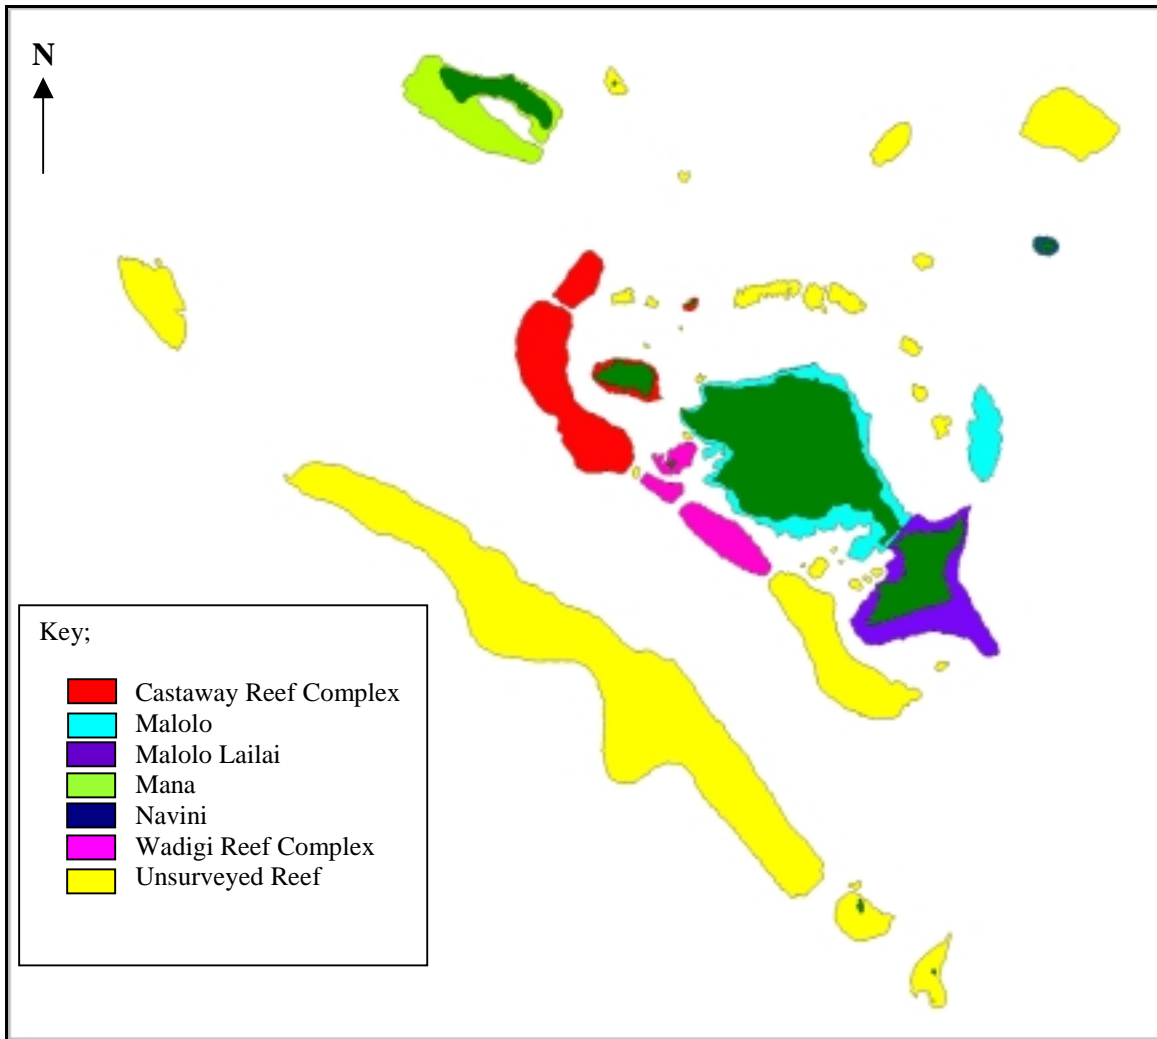 N
Key;
Castaway Reef Complex
Malolo
Malolo Lailai
Mana
Navini
Wadigi Reef Complex
Unsurveyed Reef